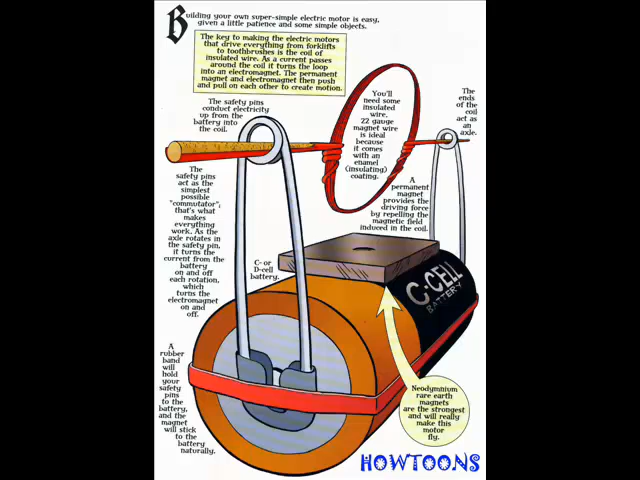 Building your own super-simple electric motor is easy,
given a little patience and some simple objects.
The key to making the electric motors
that drive everything from forklifts
to toothbrushes is the coil of
insulated wire. As a current passes
around the coil it turns the loop
into an electromagnet. The permanent
magnet and electromagnet then push
and pull on each other to create motion.
The safety pins
conduct electricity
up from the
battery into
the coil.
You'll
need some
insulated
wire.
22 gauge
magnet wire
is ideal
because
it comes
with an
enamel
(insulating)
coating.
The
ends
of the
coil
act as
an
axle.
The
safety pins
act as the
simplest
possible
"commutator",
that's what
makes
everything
work. As the
axle rotates in
the safety pin,
it turns the
current from the
battery
on and off
each rotation,
which
turns the
electromagnet
on and
off.
A
permanent
magnet
provides the
driving force
by repelling the
magnetic field
induced in the coil.
C- or
D-cell
battery.
C-CELL
BATTERY
A
rubber
band
will
hold
your
safety
pins
to the
battery,
and the
magnet
will stick
to the
battery
naturally.
Neodymnium
rare earth
magnets
are the strongest
and will really
make this
motor
fly.
HOWTOONS